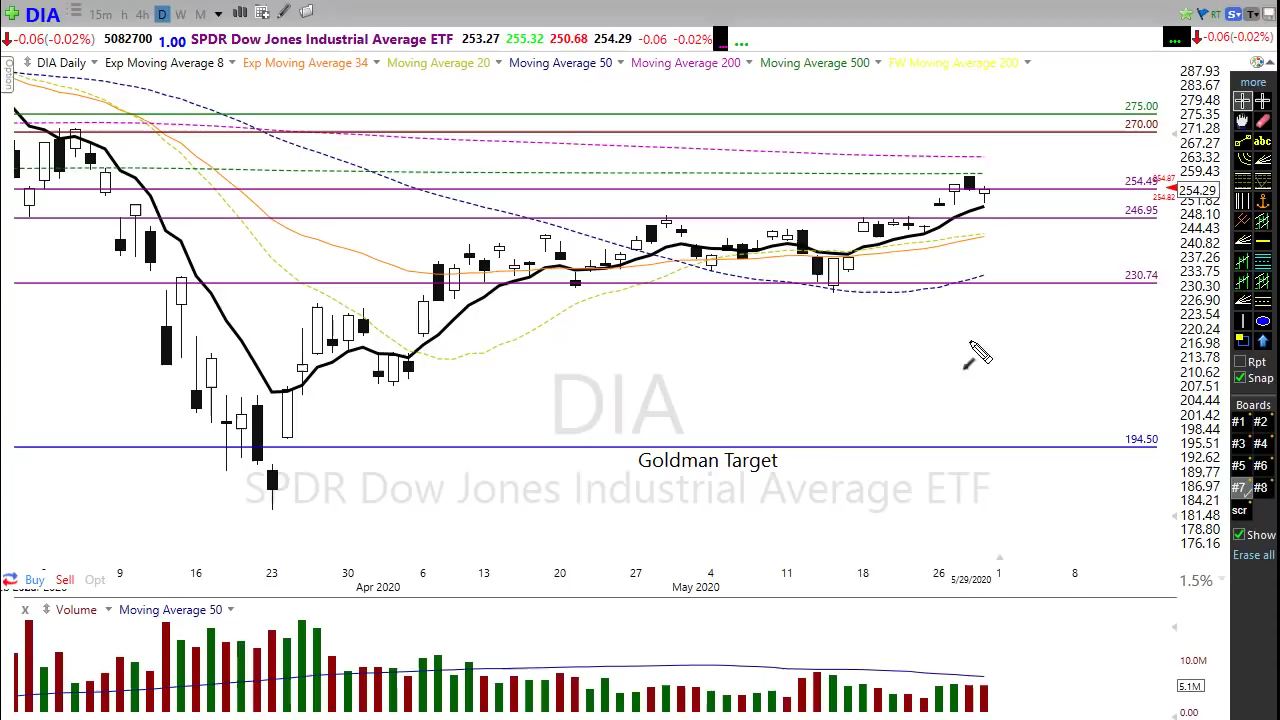 DIA 15m h 4h D W M RT S T
-0.06(-0.02%) 5082700 1.00 SPDR Dow Jones Industrial Average ETF 253.27 255.32 250.68 254.29 -0.06 -0.02% ... ... -0.06(-0.02%)
Option
DIA Daily Exp Moving Average 8 Exp Moving Average 34 Moving Average 20 Moving Average 50 Moving Average 200 Moving Average 500 FW Moving Average 200
287.93
283.67
279.48
275.35
271.28
267.27
263.32
259.43
251.82
248.10
244.43
240.82
237.26
233.75
230.30
226.90
223.54
220.24
216.98
213.78
210.62
207.51
204.44
201.42
198.44
195.51
192.62
189.77
186.97
184.21
181.48
178.80
176.16
275.00
270.00
254.49
254.87
254.29
254.82
246.95
230.74
194.50
DIA
Goldman Target
SPDR Dow Jones Industrial Average ETF
9 16 23 30 6 13 20 27 4 11 18 26 5/29/2020 1 8
Apr 2020 May 2020
Buy Sell Opt
1.5%
X Volume Moving Average 50
10.0M
5.1M
0.00
more
abc
Rpt
Snap
Boards
#1 #2
#3 #4
#5 #6
#7 #8
scr
Show
Erase all